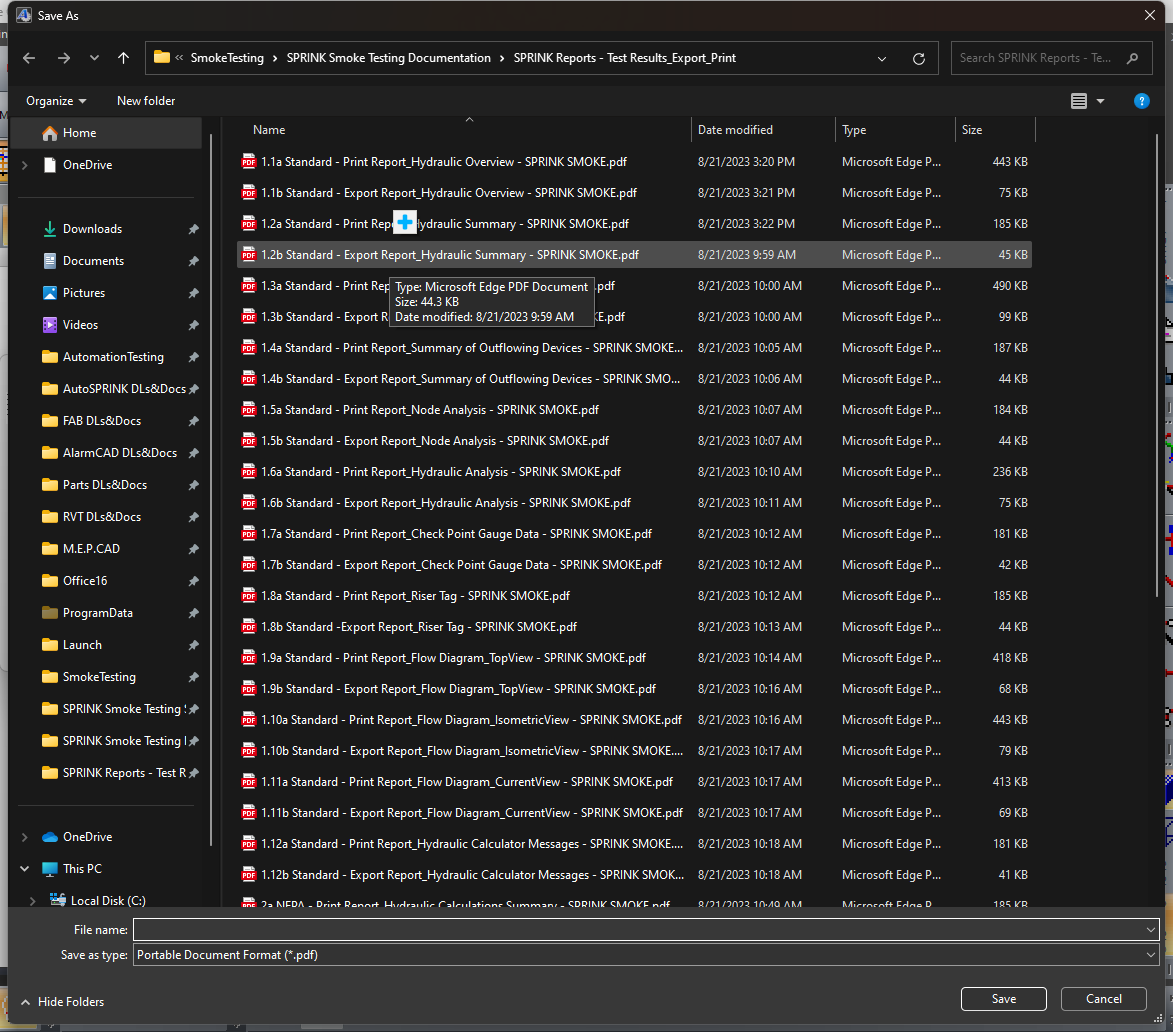 Save As
« SmokeTesting › SPRINK Smoke Testing Documentation › SPRINK Reports - Test Results_Export_Print
Search SPRINK Reports - Te...
Organize
New folder
?
Home
OneDrive
Downloads
Documents
Pictures
Videos
AutomationTesting
AutoSPRINK DLs&Docs
FAB DLs&Docs
AlarmCAD DLs&Docs
Parts DLs&Docs
RVT DLs&Docs
M.E.P.CAD
Office16
ProgramData
Launch
SmokeTesting
SPRINK Smoke Testing
SPRINK Smoke Testing
SPRINK Reports - Test R
OneDrive
This PC
Local Disk (C:)
Name Date modified Type Size
PDF 1.1a Standard - Print Report_Hydraulic Overview - SPRINK SMOKE.pdf 8/21/2023 3:20 PM Microsoft Edge P... 443 KB
PDF 1.1b Standard - Export Report_Hydraulic Overview - SPRINK SMOKE.pdf 8/21/2023 3:21 PM Microsoft Edge P... 75 KB
PDF 1.2a Standard - Print Repo ydraulic Summary - SPRINK SMOKE.pdf 8/21/2023 3:22 PM Microsoft Edge P... 185 KB
PDF 1.2b Standard - Export Report_Hydraulic Summary - SPRINK SMOKE.pdf 8/21/2023 9:59 AM Microsoft Edge P... 45 KB
PDF 1.3a Standard - Print Rep .pdf 8/21/2023 10:00 AM Microsoft Edge P... 490 KB
PDF 1.3b Standard - Export R KE.pdf 8/21/2023 10:00 AM Microsoft Edge P... 99 KB
Type: Microsoft Edge PDF Document
Size: 44.3 KB
Date modified: 8/21/2023 9:59 AM
PDF 1.4a Standard - Print Report_Summary of Outflowing Devices - SPRINK SMOKE... 8/21/2023 10:05 AM Microsoft Edge P... 187 KB
PDF 1.4b Standard - Export Report_Summary of Outflowing Devices - SPRINK SMO... 8/21/2023 10:06 AM Microsoft Edge P... 44 KB
PDF 1.5a Standard - Print Report_Node Analysis - SPRINK SMOKE.pdf 8/21/2023 10:07 AM Microsoft Edge P... 184 KB
PDF 1.5b Standard - Export Report_Node Analysis - SPRINK SMOKE.pdf 8/21/2023 10:07 AM Microsoft Edge P... 44 KB
PDF 1.6a Standard - Print Report_Hydraulic Analysis - SPRINK SMOKE.pdf 8/21/2023 10:10 AM Microsoft Edge P... 236 KB
PDF 1.6b Standard - Export Report_Hydraulic Analysis - SPRINK SMOKE.pdf 8/21/2023 10:11 AM Microsoft Edge P... 75 KB
PDF 1.7a Standard - Print Report_Check Point Gauge Data - SPRINK SMOKE.pdf 8/21/2023 10:12 AM Microsoft Edge P... 181 KB
PDF 1.7b Standard - Export Report_Check Point Gauge Data - SPRINK SMOKE.pdf 8/21/2023 10:12 AM Microsoft Edge P... 42 KB
PDF 1.8a Standard - Print Report_Riser Tag - SPRINK SMOKE.pdf 8/21/2023 10:12 AM Microsoft Edge P... 185 KB
PDF 1.8b Standard -Export Report_Riser Tag - SPRINK SMOKE.pdf 8/21/2023 10:13 AM Microsoft Edge P... 44 KB
PDF 1.9a Standard - Print Report_Flow Diagram_TopView - SPRINK SMOKE.pdf 8/21/2023 10:14 AM Microsoft Edge P... 418 KB
PDF 1.9b Standard - Export Report_Flow Diagram_TopView - SPRINK SMOKE.pdf 8/21/2023 10:16 AM Microsoft Edge P... 68 KB
PDF 1.10a Standard - Print Report_Flow Diagram_IsometricView - SPRINK SMOKE.pdf 8/21/2023 10:16 AM Microsoft Edge P... 443 KB
PDF 1.10b Standard - Export Report_Flow Diagram_IsometricView - SPRINK SMOKE.... 8/21/2023 10:17 AM Microsoft Edge P... 79 KB
PDF 1.11a Standard - Print Report_Flow Diagram_CurrentView - SPRINK SMOKE.pdf 8/21/2023 10:17 AM Microsoft Edge P... 413 KB
PDF 1.11b Standard - Export Report_Flow Diagram_CurrentView - SPRINK SMOKE.pdf 8/21/2023 10:17 AM Microsoft Edge P... 69 KB
PDF 1.12a Standard - Print Report_Hydraulic Calculator Messages - SPRINK SMOKE.... 8/21/2023 10:18 AM Microsoft Edge P... 181 KB
PDF 1.12b Standard - Export Report_Hydraulic Calculator Messages - SPRINK SMOK... 8/21/2023 10:18 AM Microsoft Edge P... 41 KB
PDF 2a NFPA - Print Report_Hydraulic Calculations Summary - SPRINK SMOKE.pdf 8/21/2023 10:49 AM Microsoft Edge P... 185 KB
File name:
Save as type: Portable Document Format (*.pdf)
Hide Folders
Save
Cancel